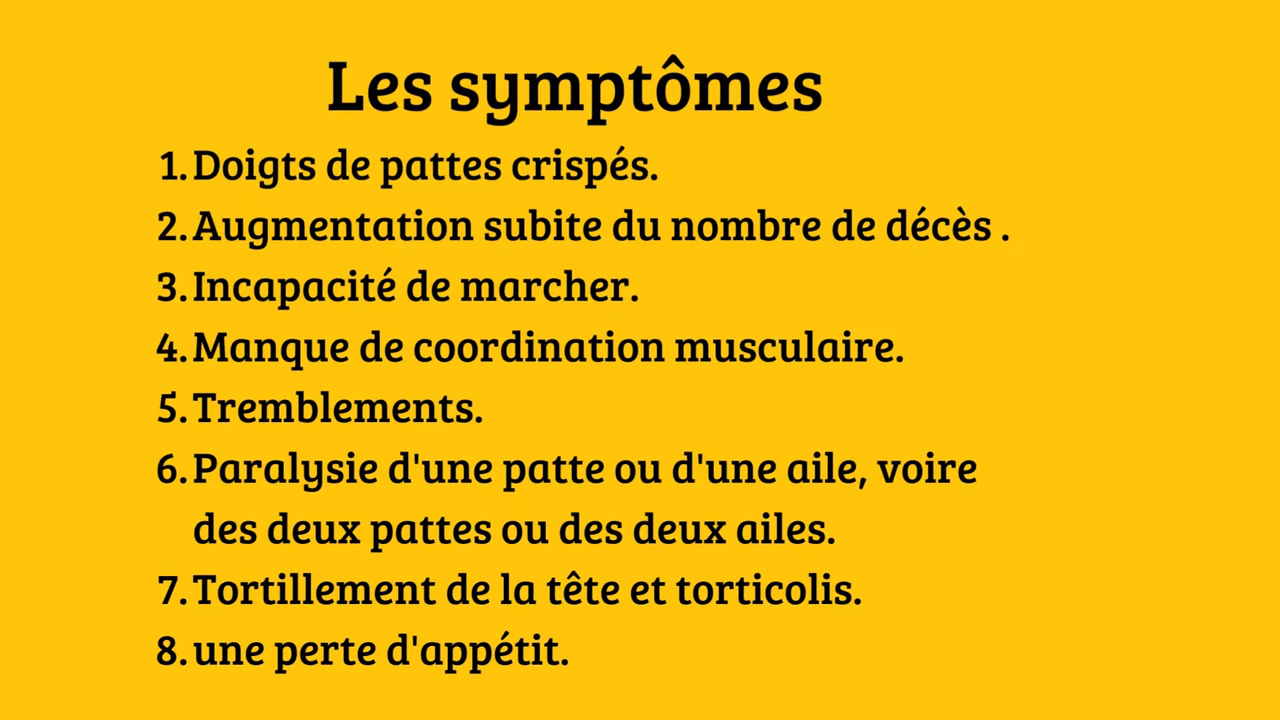 Les symptômes
1. Doigts de pattes crispés.
2. Augmentation subite du nombre de décès .
3. Incapacité de marcher.
4. Manque de coordination musculaire.
5. Tremblements.
6. Paralysie d'une patte ou d'une aile, voire
des deux pattes ou des deux ailes.
7. Tortillement de la tête et torticolis.
8. une perte d'appétit.